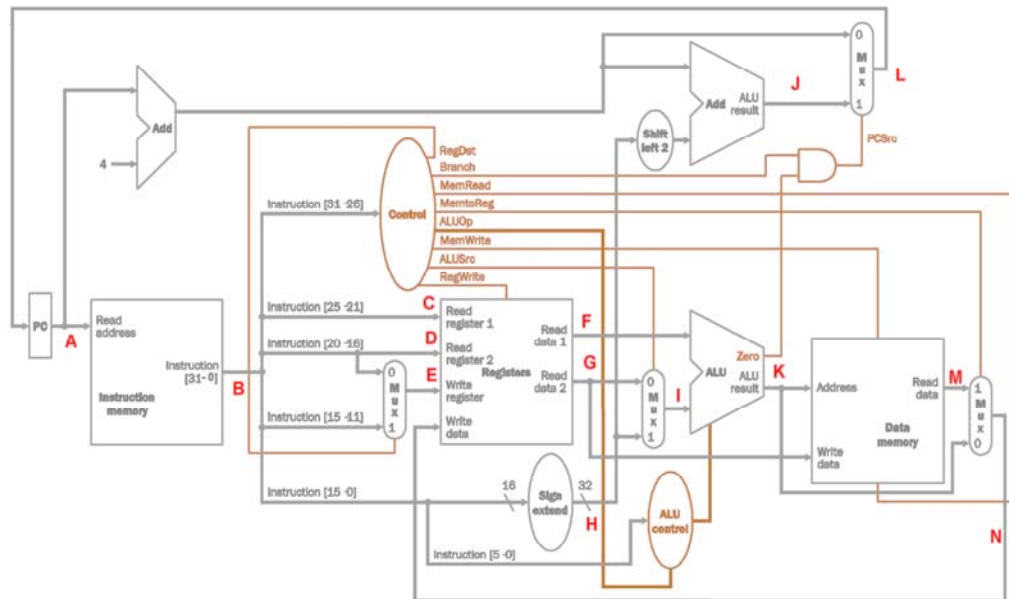 0
M
u
x
1
L
J
Add
ALU
result
Add
Shift
left 2
4
PCSrc
RegDst
Branch
MemRead
MemtoReg
ALUOp
MemWrite
ALUSrc
RegWrite
Control
Instruction [31-26]
PC
A
Read
address
Instruction
[31-0]
Instruction
memory
B
Instruction [25-21]
C
Read
register 1
Instruction [20-16]
D
Read
register 2
E
Write
register
Write
data
Registers
Read
data 1
Read
data 2
F
G
0
M
u
x
1
Instruction [15-11]
0
M
u
x
1
I
Zero
ALU
ALU
result
K
Address
Read
data
M
Data
memory
Write
data
1
M
u
x
0
Instruction [15-0]
16
Sign
extend
32
H
ALU
control
Instruction [5-0]
N